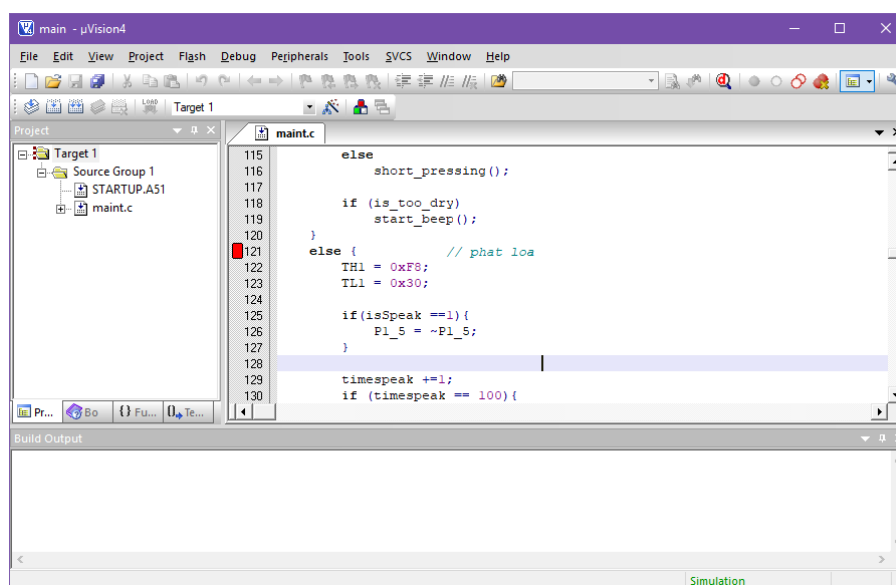 main - µVision4
File Edit View Project Flash Debug Peripherals Tools SVCS Window Help
LOAD Target 1
Project
maint.c
Target 1
Source Group 1
STARTUP.A51
maint.c
115 else
116 short_pressing();
117
118 if (is_too_dry)
119 start_beep();
120 }
121 else { // phat loa
122 TH1 = 0xF8;
123 TL1 = 0x30;
124
125 if(isSpeak ==1){
126 P1_5 = ~P1_5;
127 }
128
129 timespeak +=1;
130 if (timespeak == 100){
Pr... Bo {} Fu... Te...
Build Output
Simulation